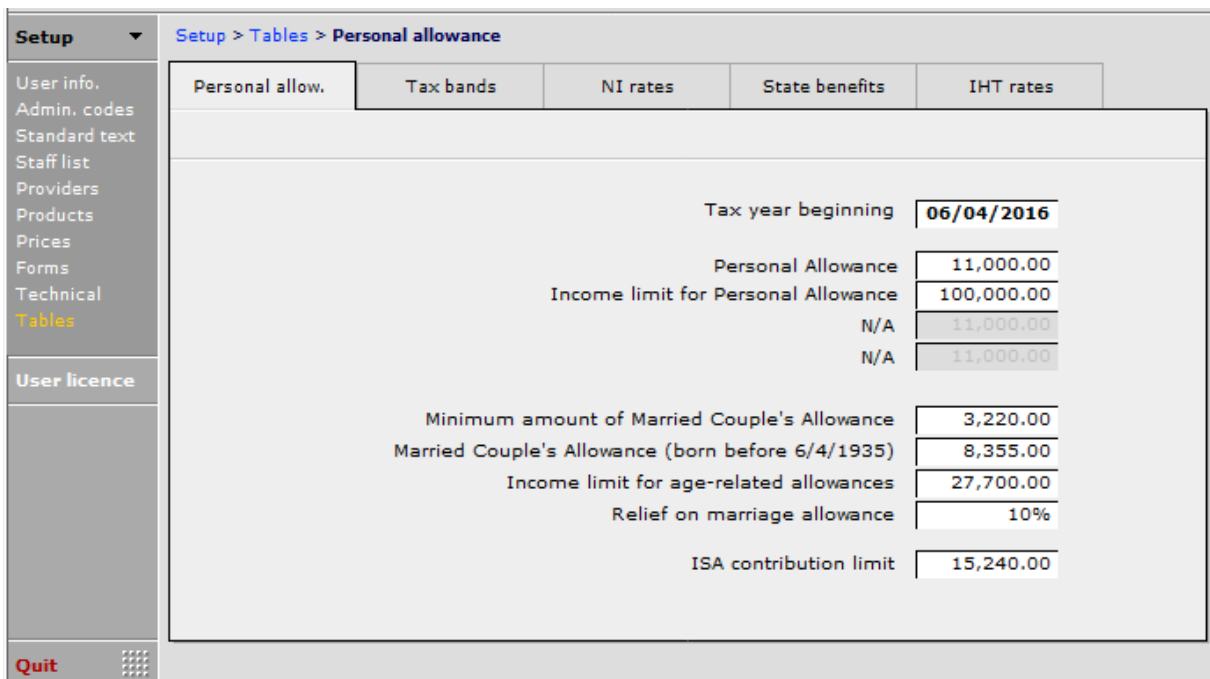 Setup
Setup > Tables > Personal allowance
User info.
Admin. codes
Standard text
Staff list
Providers
Products
Prices
Forms
Technical
Tables
User licence
Quit
Personal allow. Tax bands NI rates State benefits IHT rates
Tax year beginning 06/04/2016
Personal Allowance 11,000.00
Income limit for Personal Allowance 100,000.00
N/A 11,000.00
N/A 11,000.00
Minimum amount of Married Couple's Allowance 3,220.00
Married Couple's Allowance (born before 6/4/1935) 8,355.00
Income limit for age-related allowances 27,700.00
Relief on marriage allowance 10%
ISA contribution limit 15,240.00